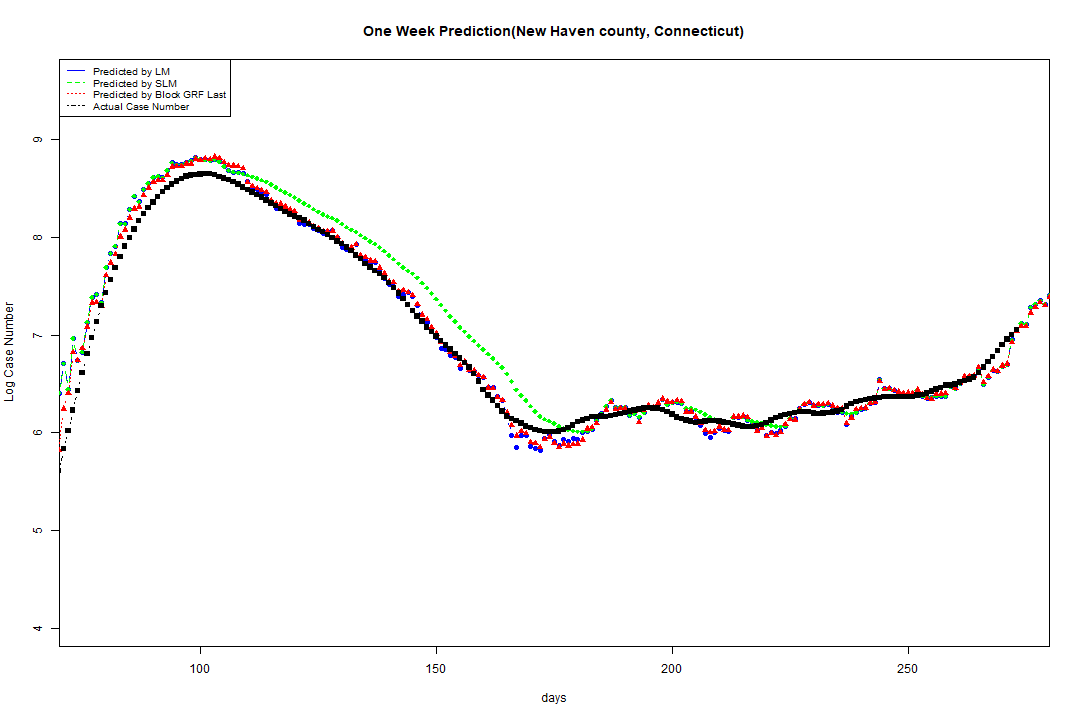 One Week Prediction(New Haven county, Connecticut)
Predicted by LM
Predicted by SLM
Predicted by Block GRF Last
Actual Case Number
9
8
7
6
5
4
Log Case Number
100
150
200
250
days